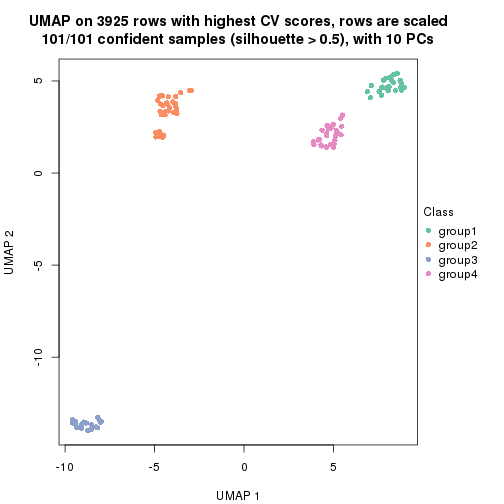 UMAP on 3925 rows with highest CV scores, rows are scaled
101/101 confident samples (silhouette > 0.5), with 10 PCs
5
0
-5
-10
UMAP 2
-10
-5
0
5
UMAP 1
Class
group1
group2
group3
group4